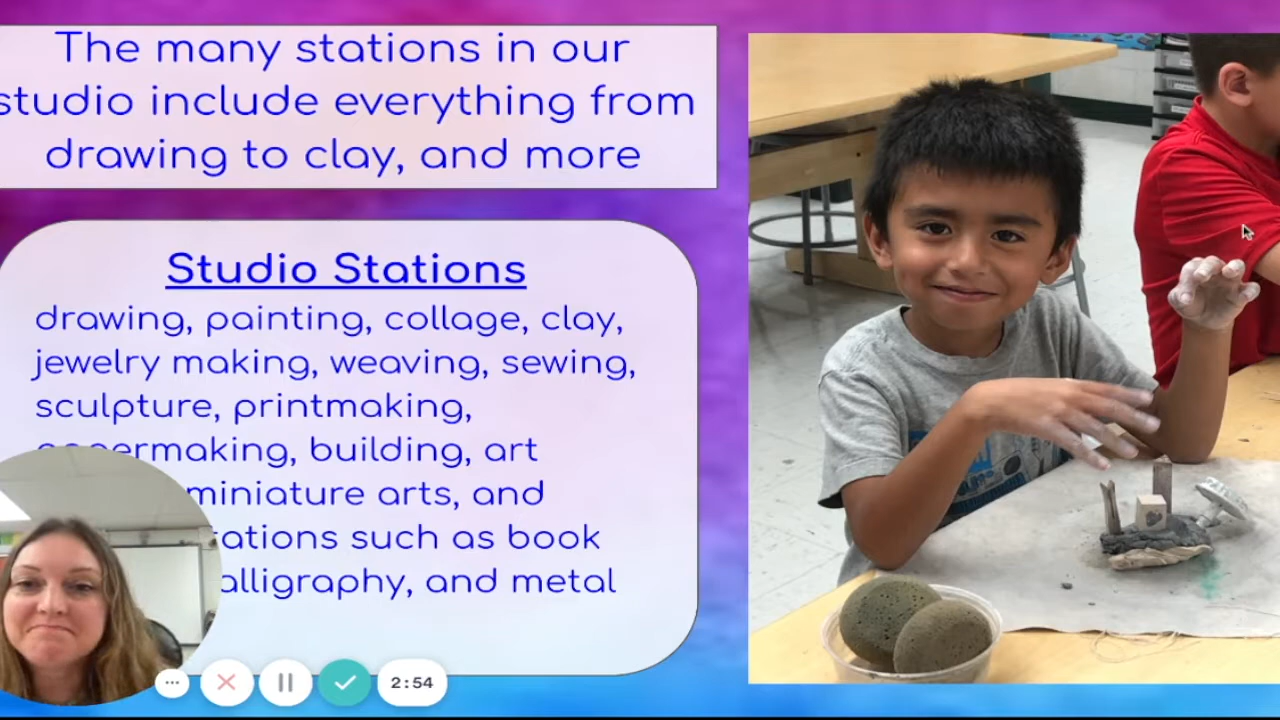 The many stations in our
studio include everything from
drawing to clay, and more
Studio Stations
drawing, painting, collage, clay,
jewelry making, weaving, sewing,
sculpture, printmaking,
building, art
miniature arts, and
such as book
and metal
2:54